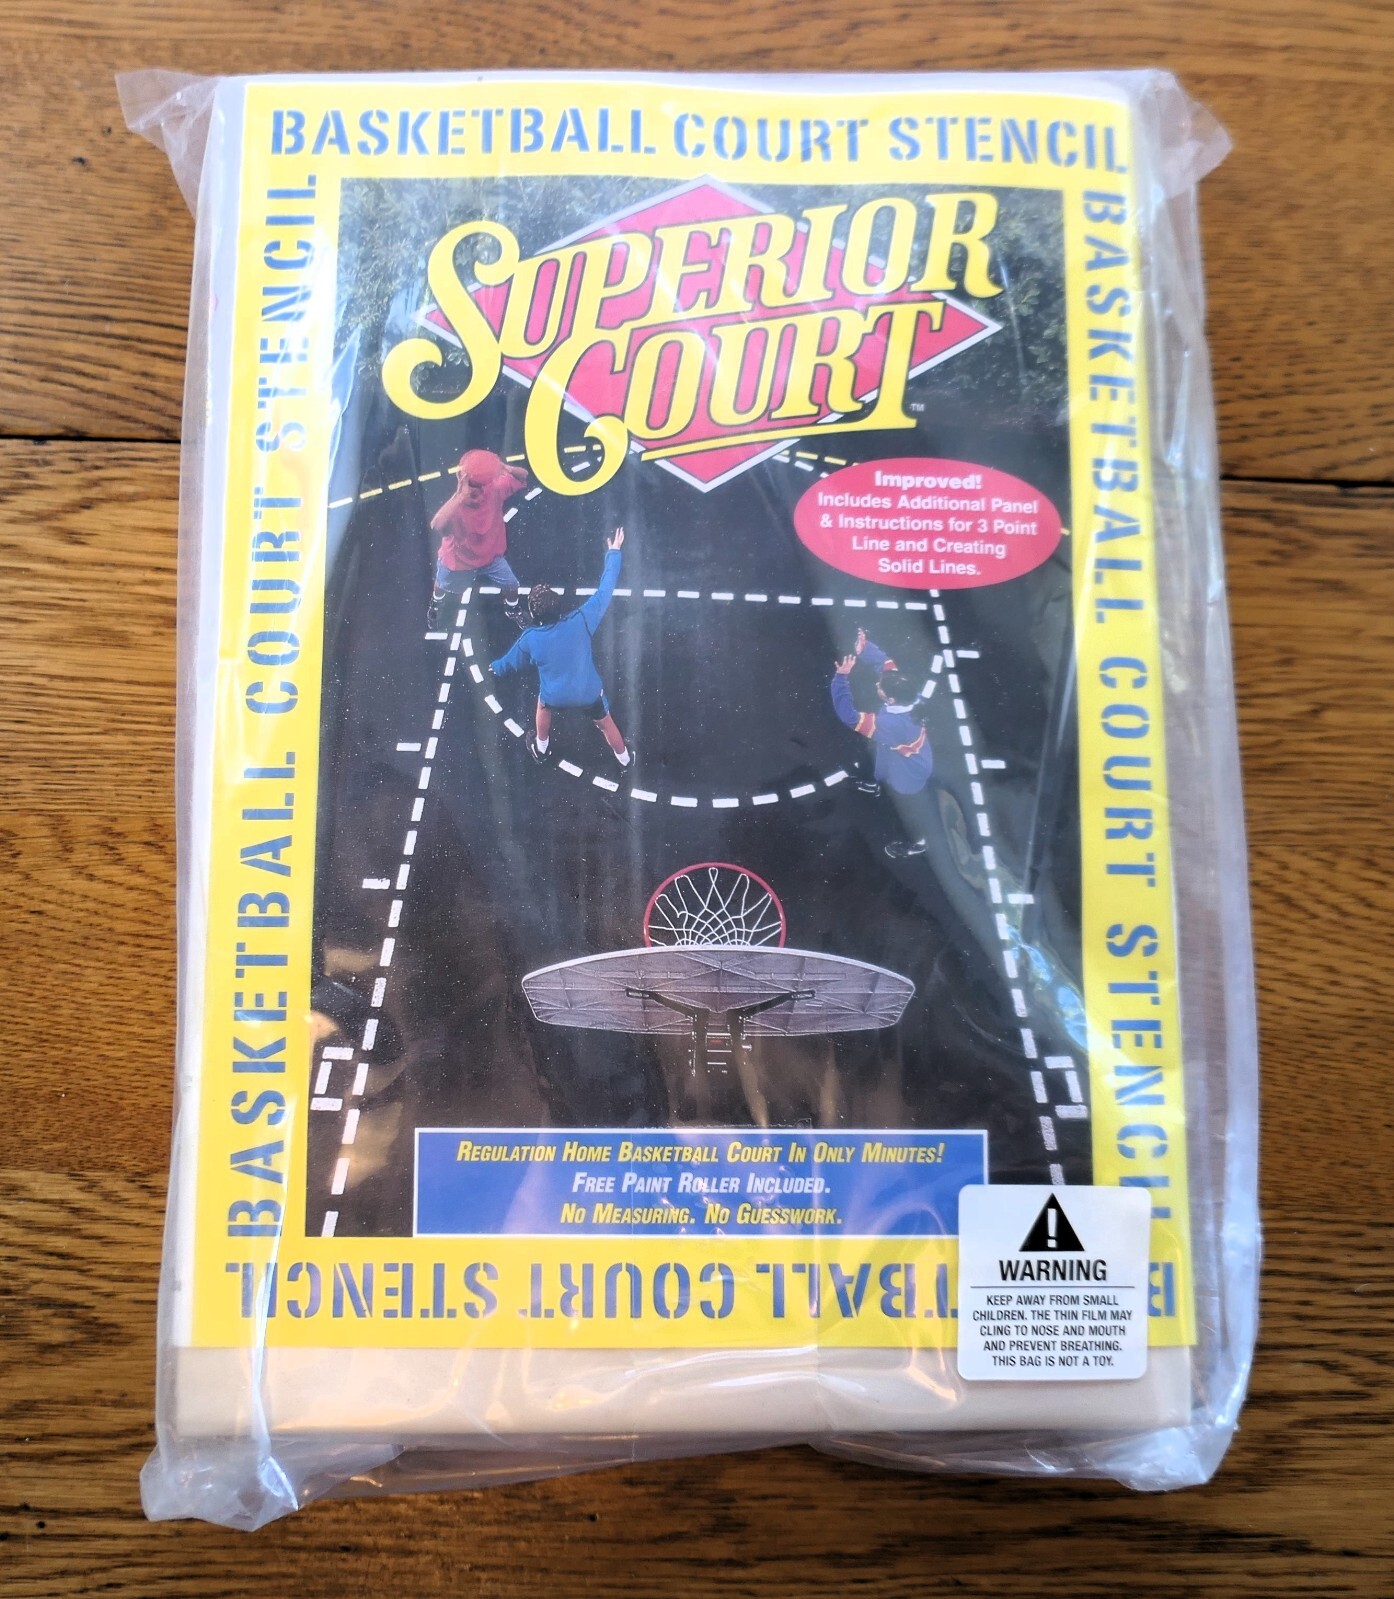 BASKETBALL COURT STENCIL
BASKETBALL COURT STENCIL
BASKETBALL COURT STENCIL
SUPERIOR
COURT
TM
Improved!
Includes Additional Panel
& Instructions for 3 Point
Line and Creating
Solid Lines.
REGULATION HOME BASKETBALL COURT IN ONLY MINUTES!
FREE PAINT ROLLER INCLUDED.
NO MEASURING. NO GUESSWORK.
B TBALL COURT STENCIL
WARNING
KEEP AWAY FROM SMALL
CHILDREN. THE THIN FILM MAY
CLING TO NOSE AND MOUTH
AND PREVENT BREATHING.
THIS BAG IS NOT A TOY.